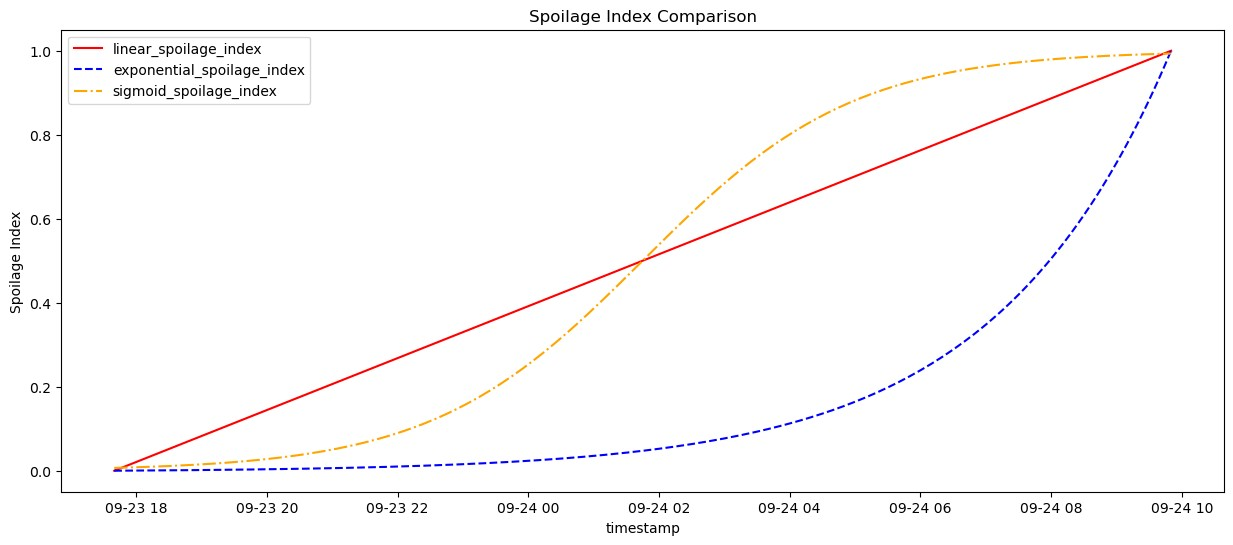 Spoilage Index Comparison
linear_spoilage_index
exponential_spoilage_index
sigmoid_spoilage_index
Spoilage Index
1.0
0.8
0.6
0.4
0.2
0.0
09-23 18
09-23 20
09-23 22
09-24 00
09-24 02
09-24 04
09-24 06
09-24 08
09-24 10
timestamp